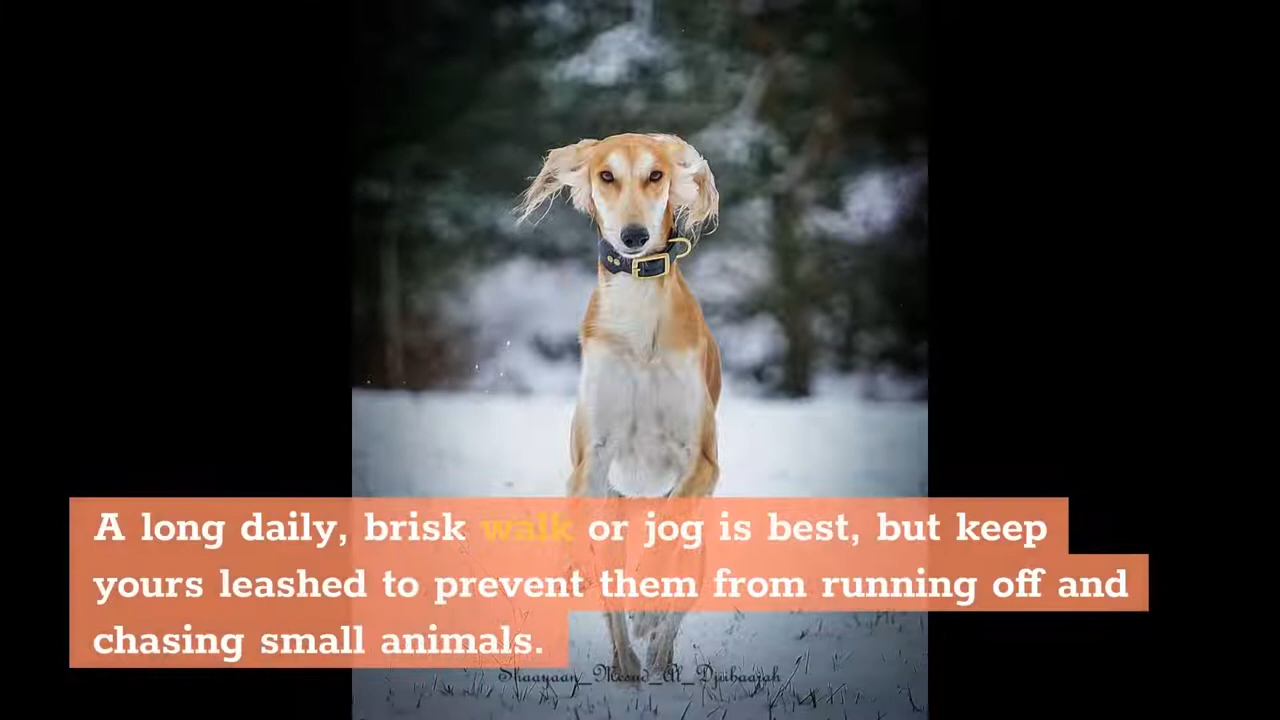 A long daily, brisk walk or jog is best, but keep
yours leashed to prevent them from running off and
chasing small animals.